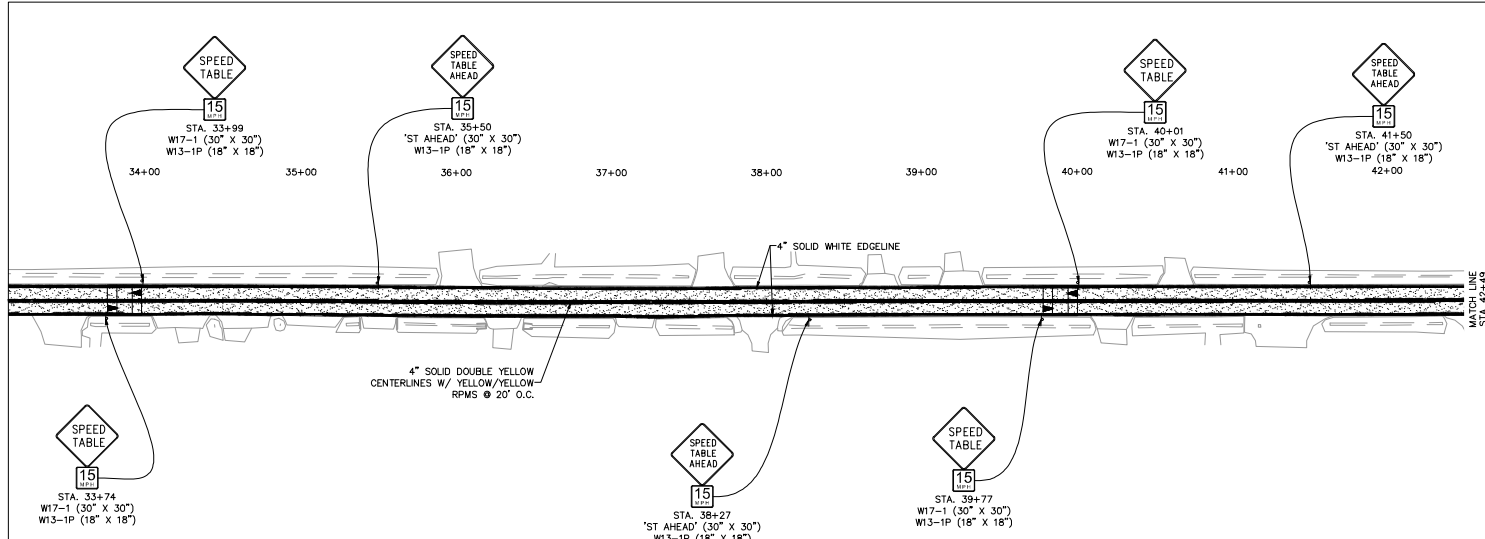 SPEED
TABLE
15
MPH
STA. 33+99
W17-1 (30" X 30")
W13-1P (18" X 18")
SPEED
TABLE
AHEAD
15
MPH
STA. 35+50
'ST AHEAD' (30" X 30")
W13-1P (18" X 18")
SPEED
TABLE
15
MPH
STA. 40+01
W17-1 (30" X 30")
W13-1P (18" X 18")
SPEED
TABLE
AHEAD
15
MPH
STA. 41+50
'ST AHEAD' (30" X 30")
W13-1P (18" X 18")
34+00 35+00 36+00 37+00 38+00 39+00 40+00 41+00 42+00
4" SOLID WHITE EDGELINE
MATCH LINE
STA 42+49
4" SOLID DOUBLE YELLOW
CENTERLINES W/ YELLOW/YELLOW
RPMS @ 20' O.C.
SPEED
TABLE
15
MPH
STA. 33+74
W17-1 (30" X 30")
W13-1P (18" X 18")
SPEED
TABLE
AHEAD
15
MPH
STA. 38+27
'ST AHEAD' (30" X 30")
W13-1P (18" X 18")
SPEED
TABLE
15
MPH
STA. 39+77
W17-1 (30" X 30")
W13-1P (18" X 18")